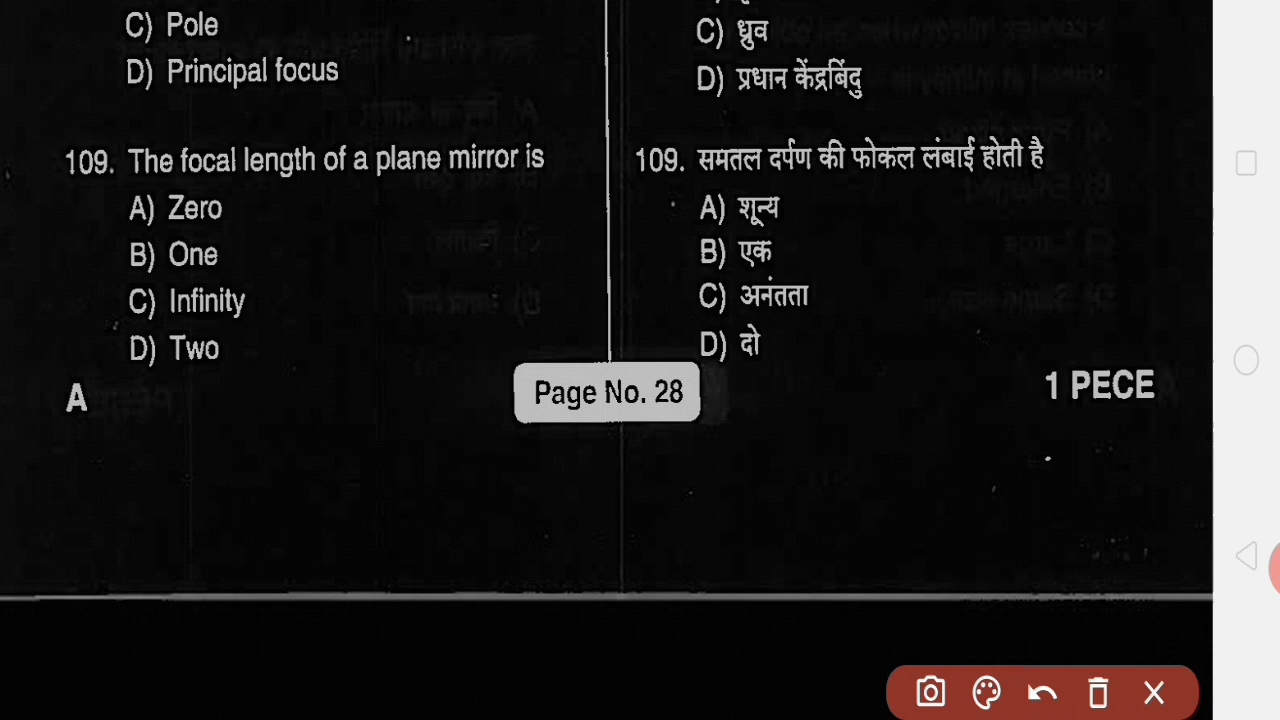 C) Pole
D) Principal focus
109. The focal length of a plane mirror is
A) Zero
B) One
C) Infinity
D) Two
C) ध्रुव
D) प्रधान केंद्रबिंदु
109. समतल दर्पण की फोकल लंबाई होती है
A) शून्य
B) एक
C) अनंतता
D) दो
A
Page No. 28
1 PECE